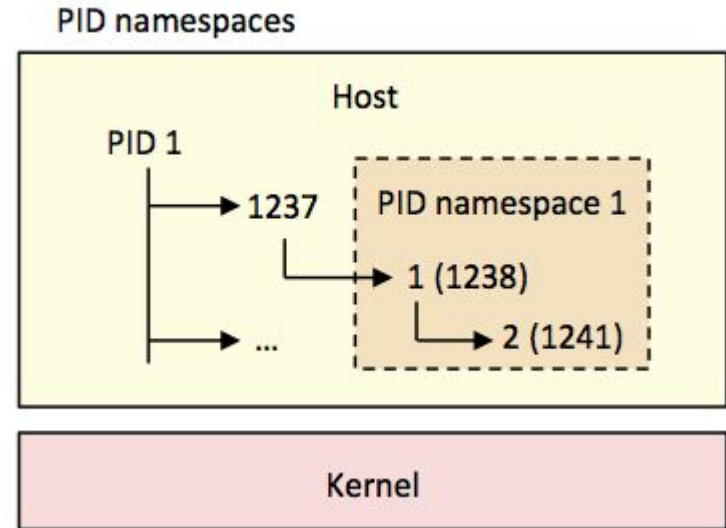 PID namespaces
Host
PID 1
1237
PID namespace 1
1 (1238)
...
2 (1241)
Kernel